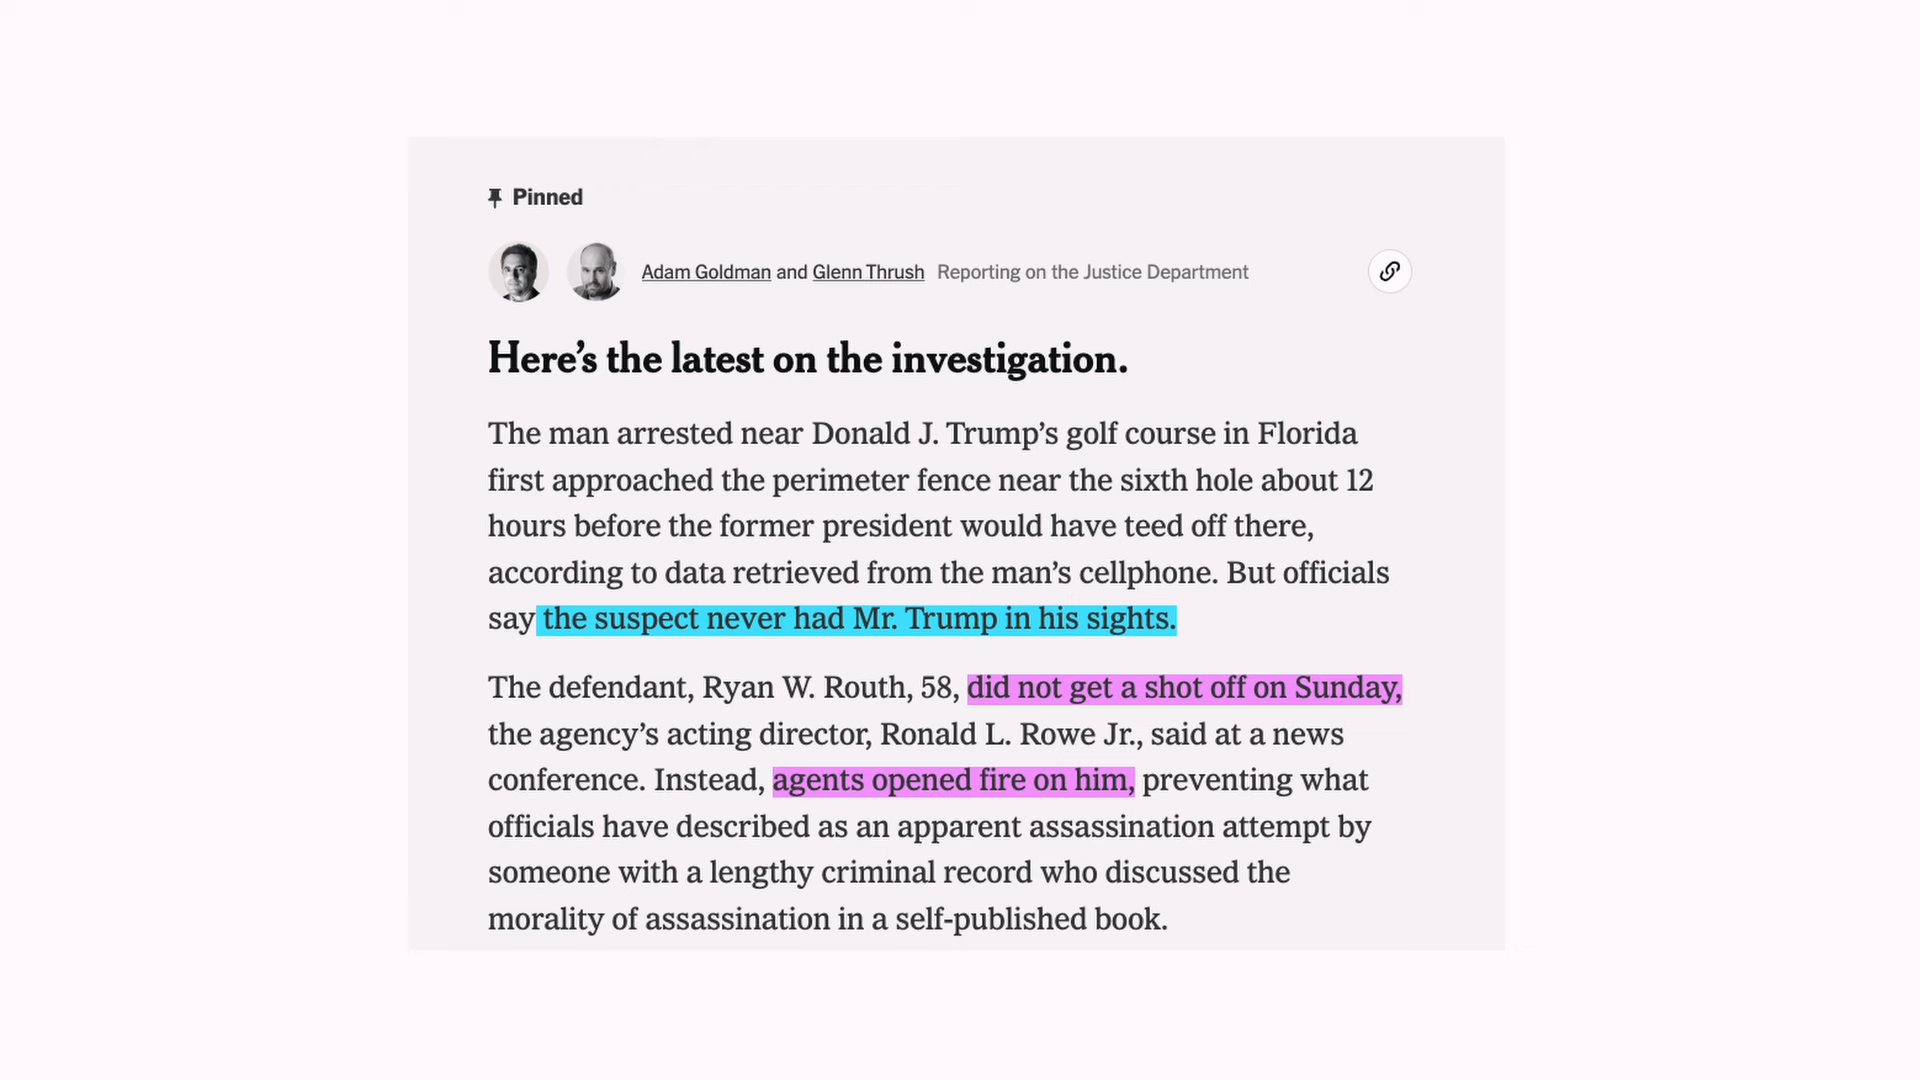 Pinned
Adam Goldman and Glenn Thrush Reporting on the Justice Department
Here’s the latest on the investigation.
The man arrested near Donald J. Trump’s golf course in Florida
first approached the perimeter fence near the sixth hole about 12
hours before the former president would have teed off there,
according to data retrieved from the man’s cellphone. But officials
say the suspect never had Mr. Trump in his sights.
The defendant, Ryan W. Routh, 58, did not get a shot off on Sunday,
the agency’s acting director, Ronald L. Rowe Jr., said at a news
conference. Instead, agents opened fire on him, preventing what
officials have described as an apparent assassination attempt by
someone with a lengthy criminal record who discussed the
morality of assassination in a self-published book.